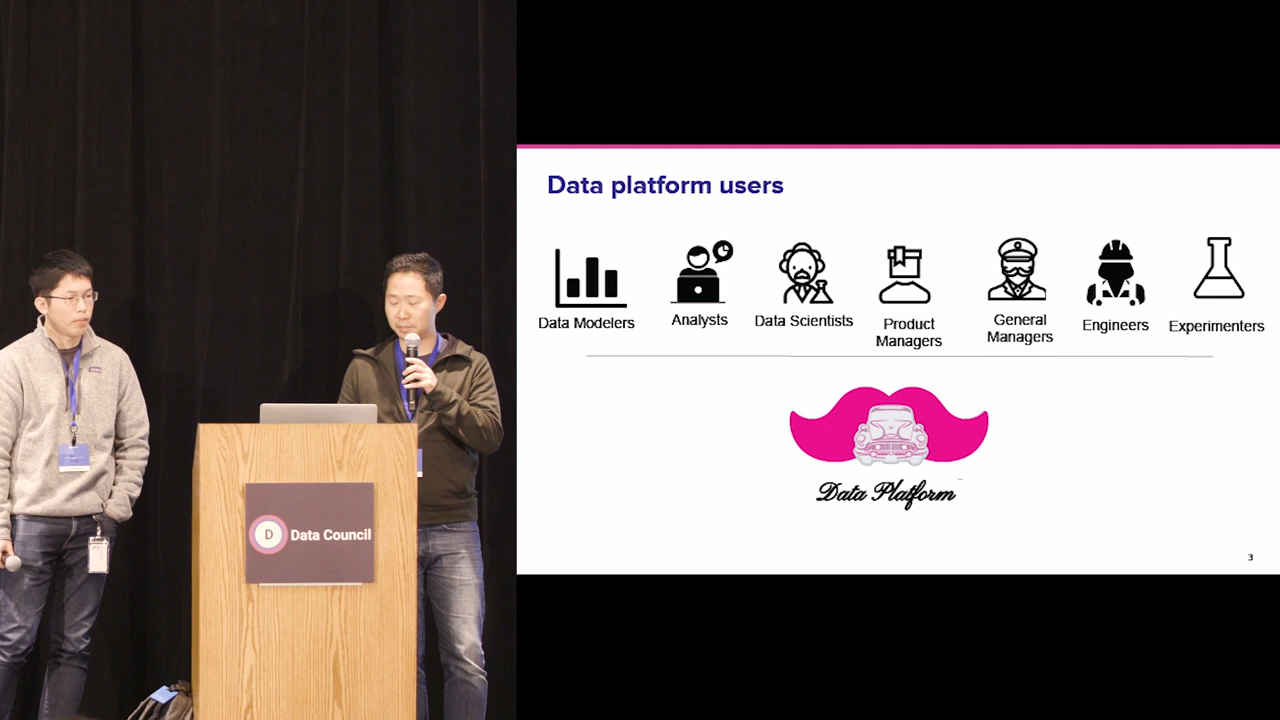 Data platform users
Data Modelers
Analysts
Data Scientists
Product
Managers
General
Managers
Engineers
Experimenters
Data Platform
3
D Data Council